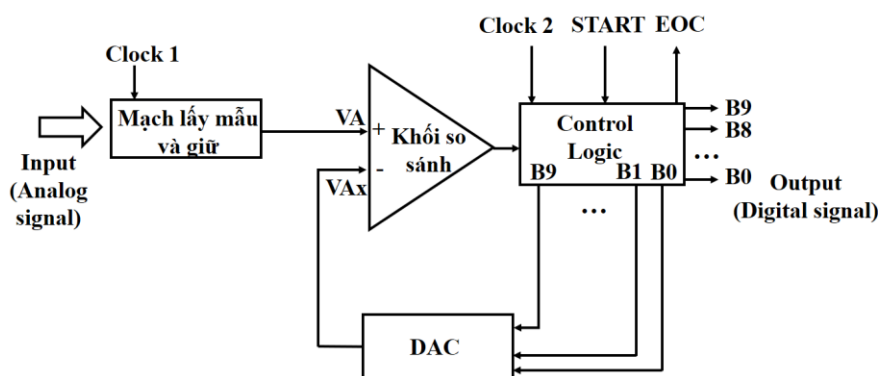 Clock 2 START EOC
Clock 1
B9
Mạch lấy mẫu
và giữ
VA
+
Khối so
sánh
Control
Logic
B8
...
Input
(Analog
signal)
-
VAx
B9 B1 B0
B0
Output
(Digital signal)
...
DAC